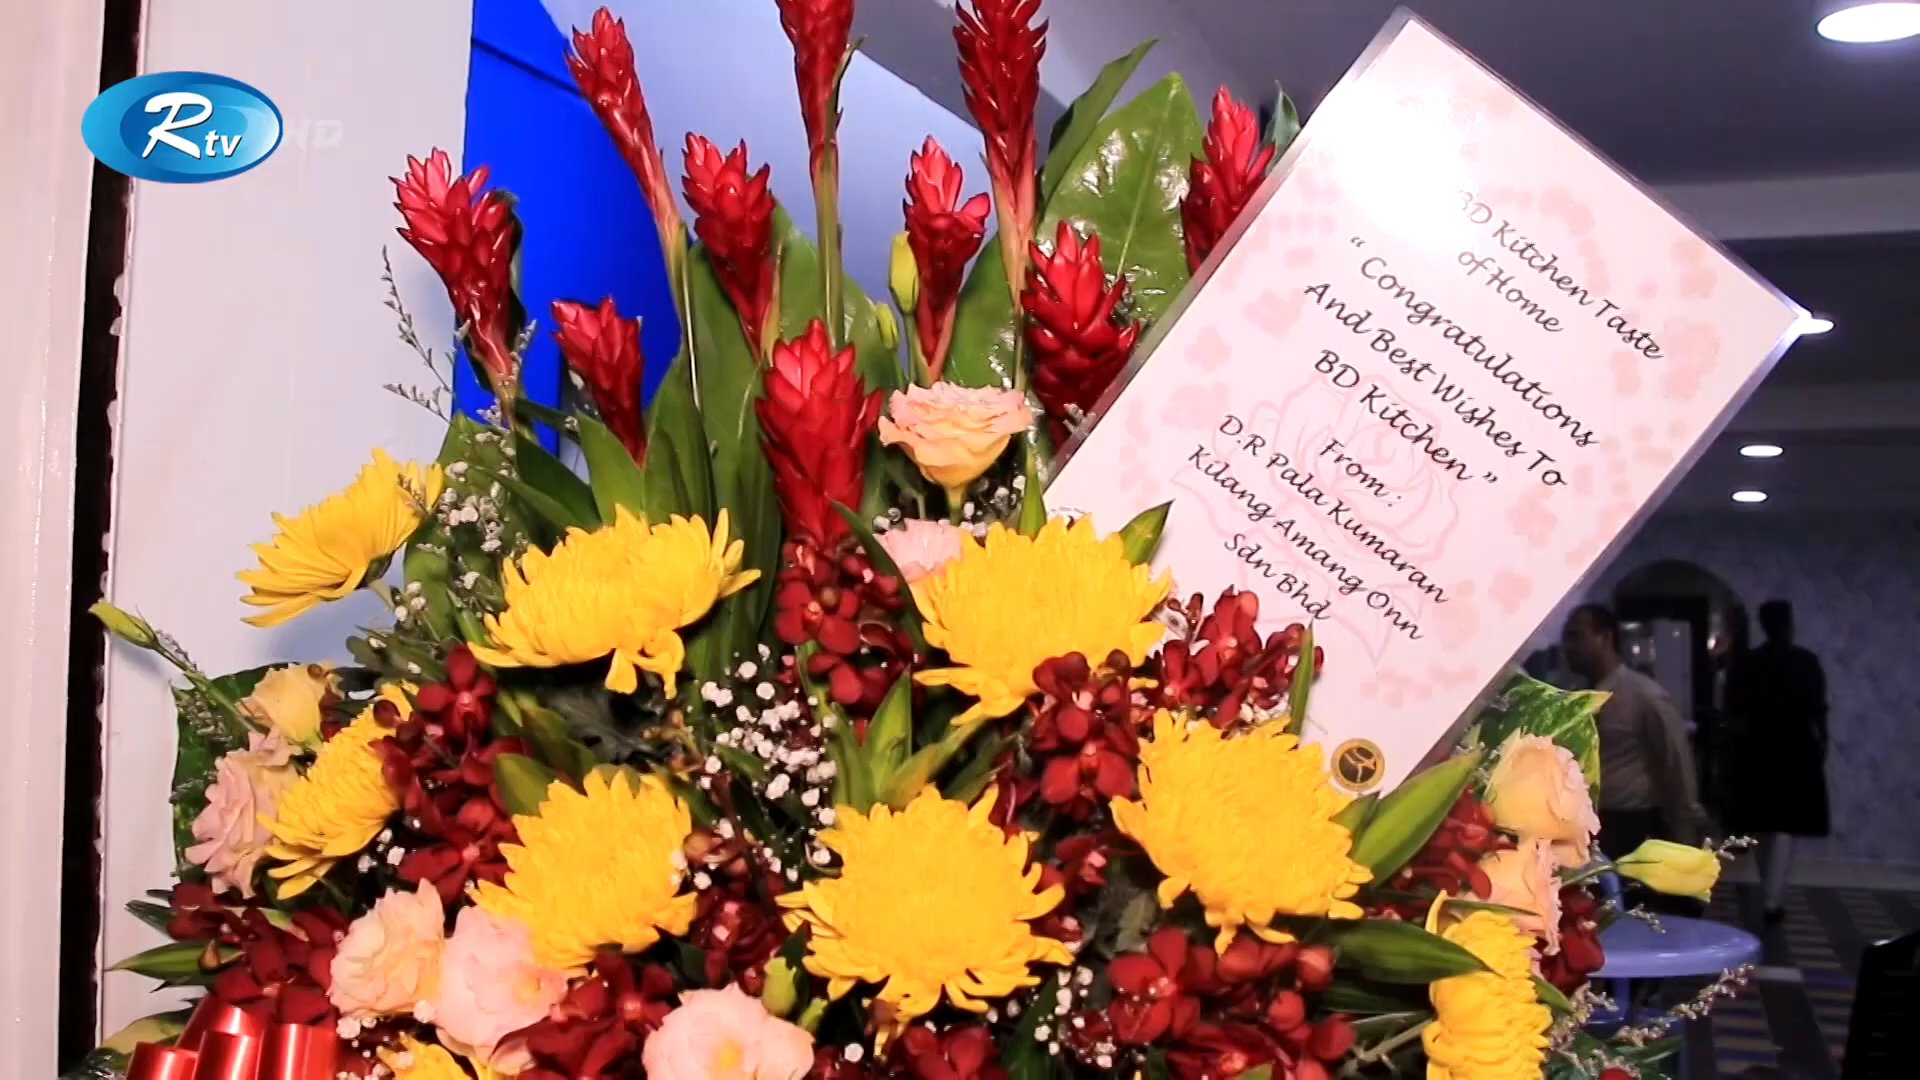 Rtv HD
BD Kitchen Taste
of Home
“ Congratulations
And Best Wishes To
BD Kitchen ”
From :
D.R Pala Kumaran
Kilang Amang Onn
Sdn Bhd